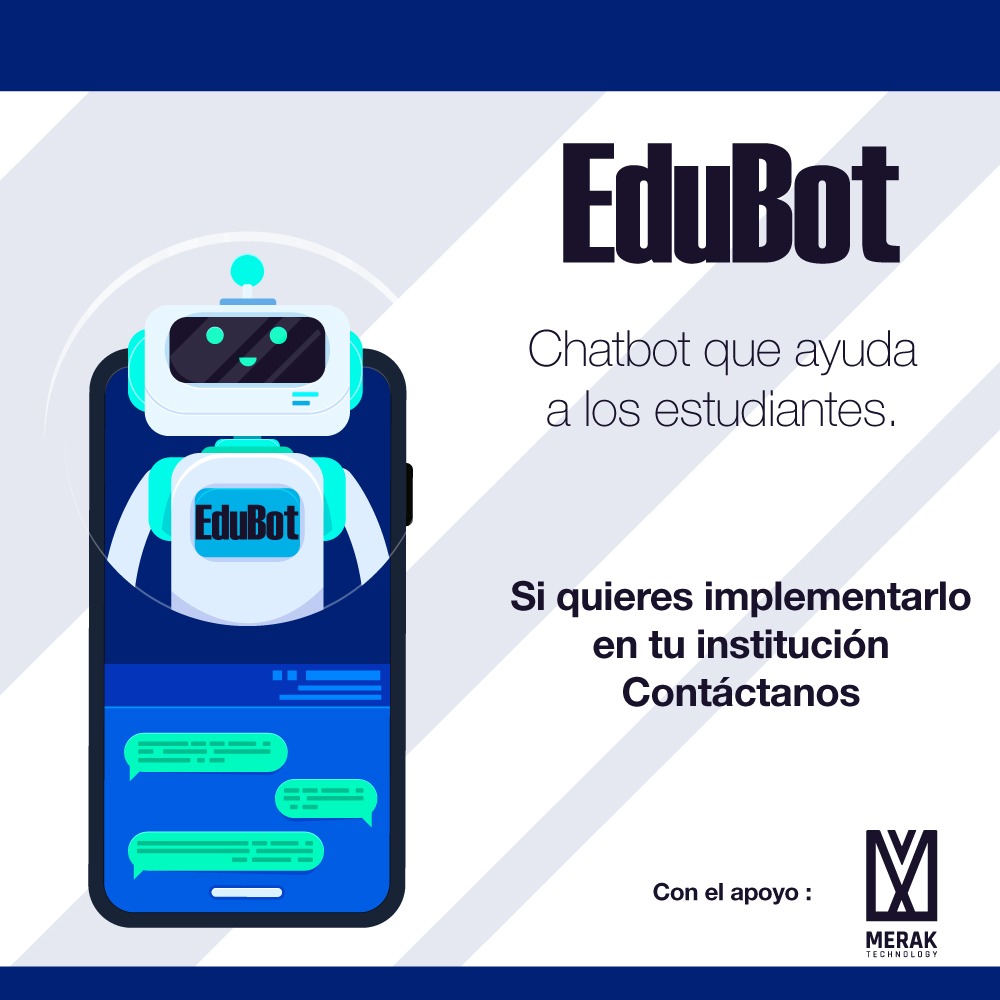 EduBot
Chatbot que ayuda
a los estudiantes.
EduBot
Si quieres implementarlo
en tu institución
Contáctanos
Con el apoyo :
MERAK
TECHNOLOGY